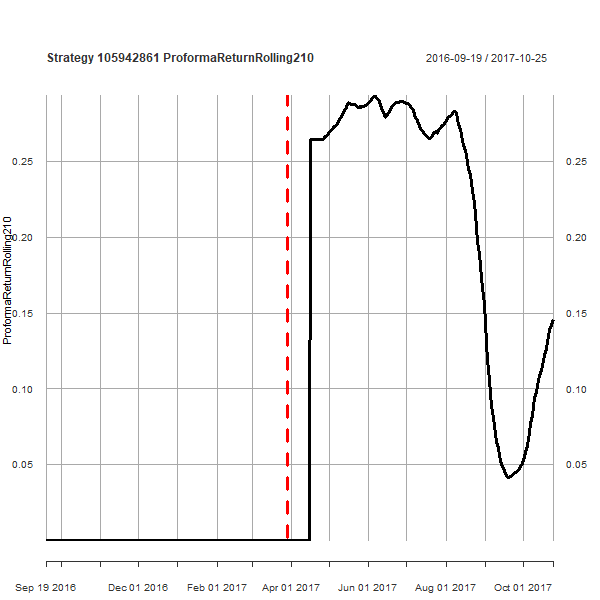 Strategy 105942861 ProformaReturnRolling210
2016-09-19 / 2017-10-25
ProformaReturnRolling210
0.25 0.25
0.20 0.20
0.15 0.15
0.10 0.10
0.05 0.05
Sep 19 2016 Dec 01 2016 Feb 01 2017 Apr 01 2017 Jun 01 2017 Aug 01 2017 Oct 01 2017